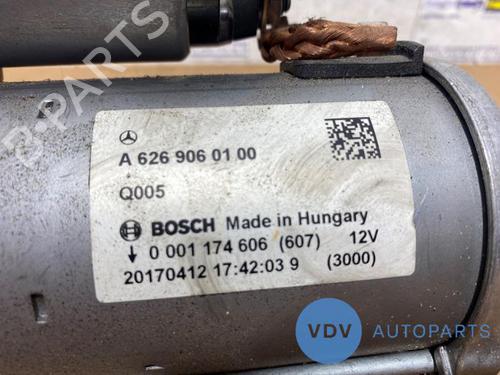 B-PARTS
A 626 906 01 00
Q005
BOSCH Made in Hungary
0 001 174 606 (607) 12V
20170412 17:42:03 9 (3000)
VDV AUTOPARTS